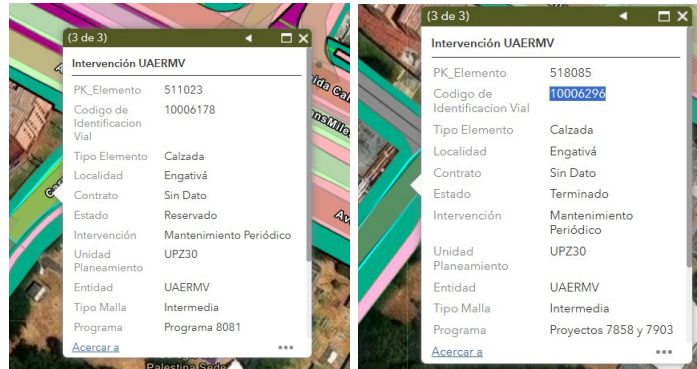 (3 de 3)
Intervención UAERMV
PK_Elemento 511023
Codigo de 10006178
Identificacion
Vial
Tipo Elemento Calzada
Localidad Engativá
Contrato Sin Dato
Estado Reservado
Intervención Mantenimiento Periódico
Unidad UPZ30
Planeamiento
Entidad UAERMV
Tipo Malla Intermedia
Programa Programa 8081
Acercar a
Palestina Sede
(3 de 3)
Intervención UAERMV
PK_Elemento 518085
Codigo de 10006296
Identificacion Vial
Tipo Elemento Calzada
Localidad Engativá
Contrato Sin Dato
Estado Terminado
Intervención Mantenimiento
Periódico
Unidad UPZ30
Planeamiento
Entidad UAERMV
Tipo Malla Intermedia
Programa Proyectos 7858 y 7903
Acercar a